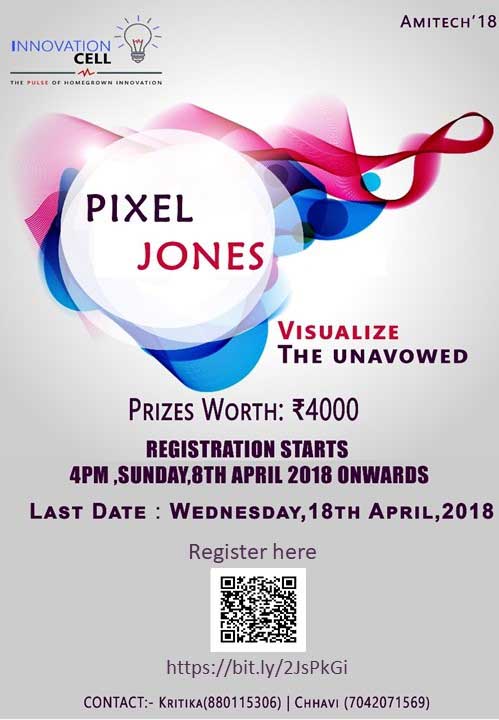 AMITECH'18
INNOVATION
CELL
THE PULSE OF HOMEGROWN INNOVATION
PIXEL
JONES
VISUALIZE
THE UNAVOWED
PRIZES WORTH: ₹4000
REGISTRATION STARTS
4PM ,SUNDAY,8TH APRIL 2018 ONWARDS
LAST DATE : WEDNESDAY,18TH APRIL,2018
Register here
https://bit.ly/2JsPkGi
CONTACT:- KRITIKA(880115306) | CHHAVI (7042071569)